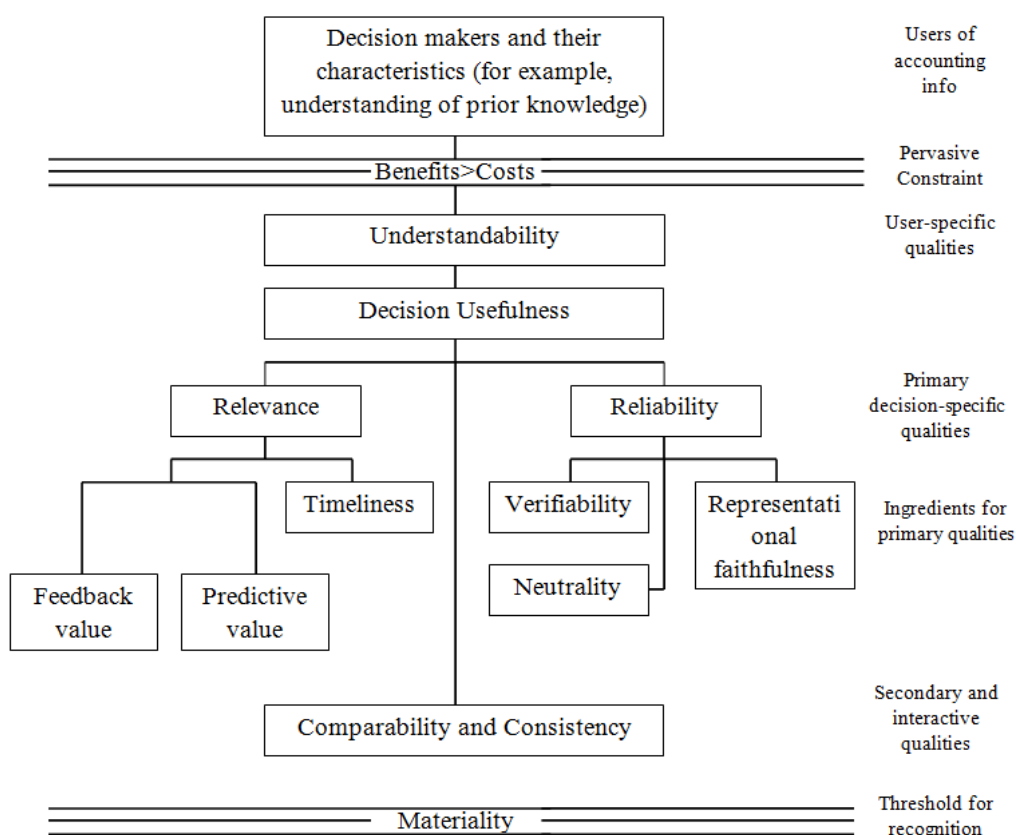 Decision makers and their
characteristics (for example,
understanding of prior knowledge)
Users of
accounting
info
Benefits>Costs
Pervasive
Constraint
Understandability
User-specific
qualities
Decision Usefulness
Relevance
Reliability
Primary
decision-specific
qualities
Timeliness
Verifiability
Representati
onal
faithfulness
Ingredients for
primary qualities
Feedback
value
Predictive
value
Neutrality
Comparability and Consistency
Secondary and
interactive
qualities
Materiality
Threshold for
recognition